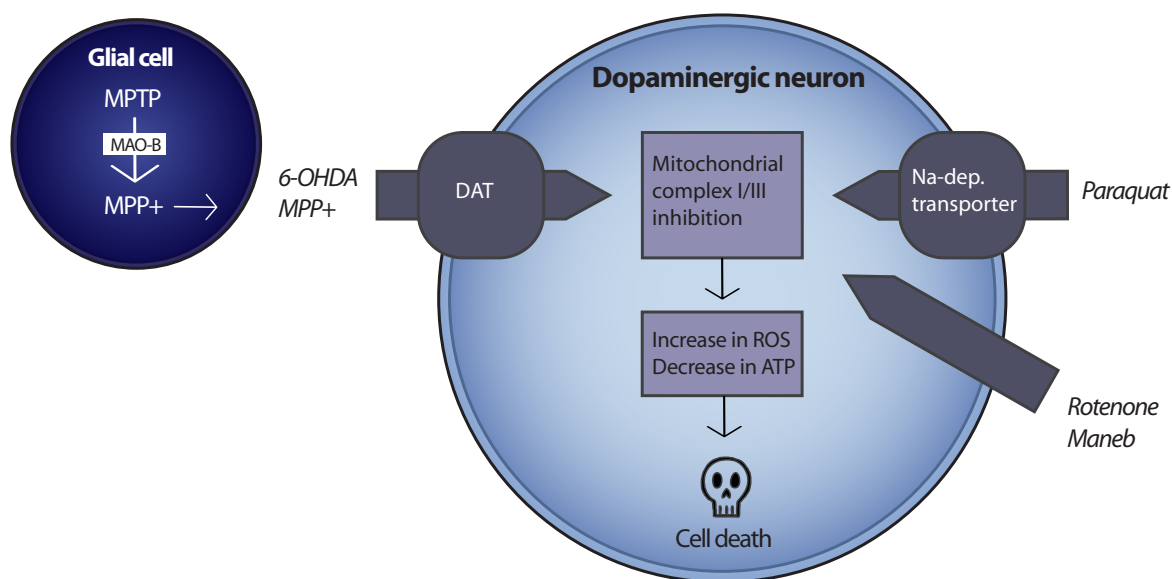 Glial cell
MPTP
MAO-B
MPP+
6-OHDA
MPP+
DAT
Dopaminergic neuron
Mitochondrial
complex I/III
inhibition
Increase in ROS
Decrease in ATP
Cell death
Na-dep.
transporter
Paraquat
Rotenone
Maneb